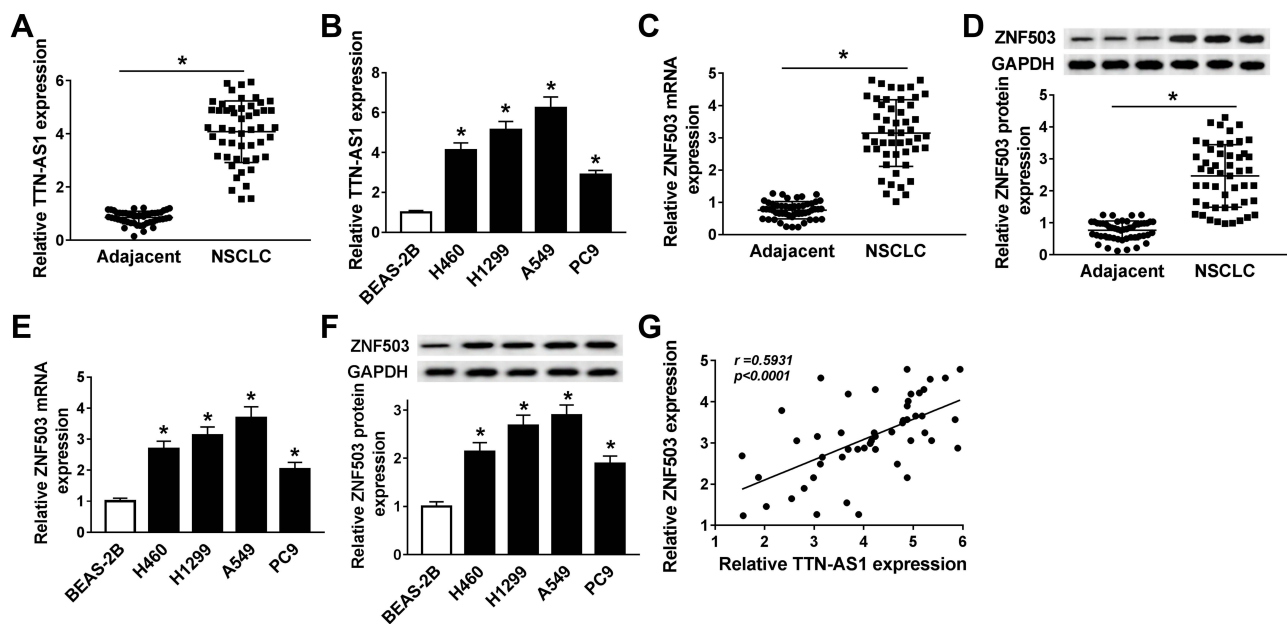 A
Relative TTN-AS1 expression
6
4
2
0
*
Adajacent
NSCLC
B
Relative TTN-AS1 expression
8
6
4
2
0
*
*
*
*
BEAS-2B
H460
H1299
A549
PC9
C
Relative ZNF503 mRNA
expression
5
4
3
2
1
0
*
Adajacent
NSCLC
D
ZNF503
GAPDH
Relative ZNF503 protein
expression
5
4
3
2
1
0
*
Adajacent
NSCLC
E
Relative ZNF503 mRNA
expression
5
4
3
2
1
0
*
*
*
*
BEAS-2B
H460
H1299
A549
PC9
F
ZNF503
GAPDH
Relative ZNF503 protein
expression
3
2
1
0
*
*
*
*
BEAS-2B
H460
H1299
A549
PC9
G
Relative ZNF503 expression
5
4
3
2
1
r =0.5931
p<0.0001
1
2
3
4
5
6
Relative TTN-AS1 expression